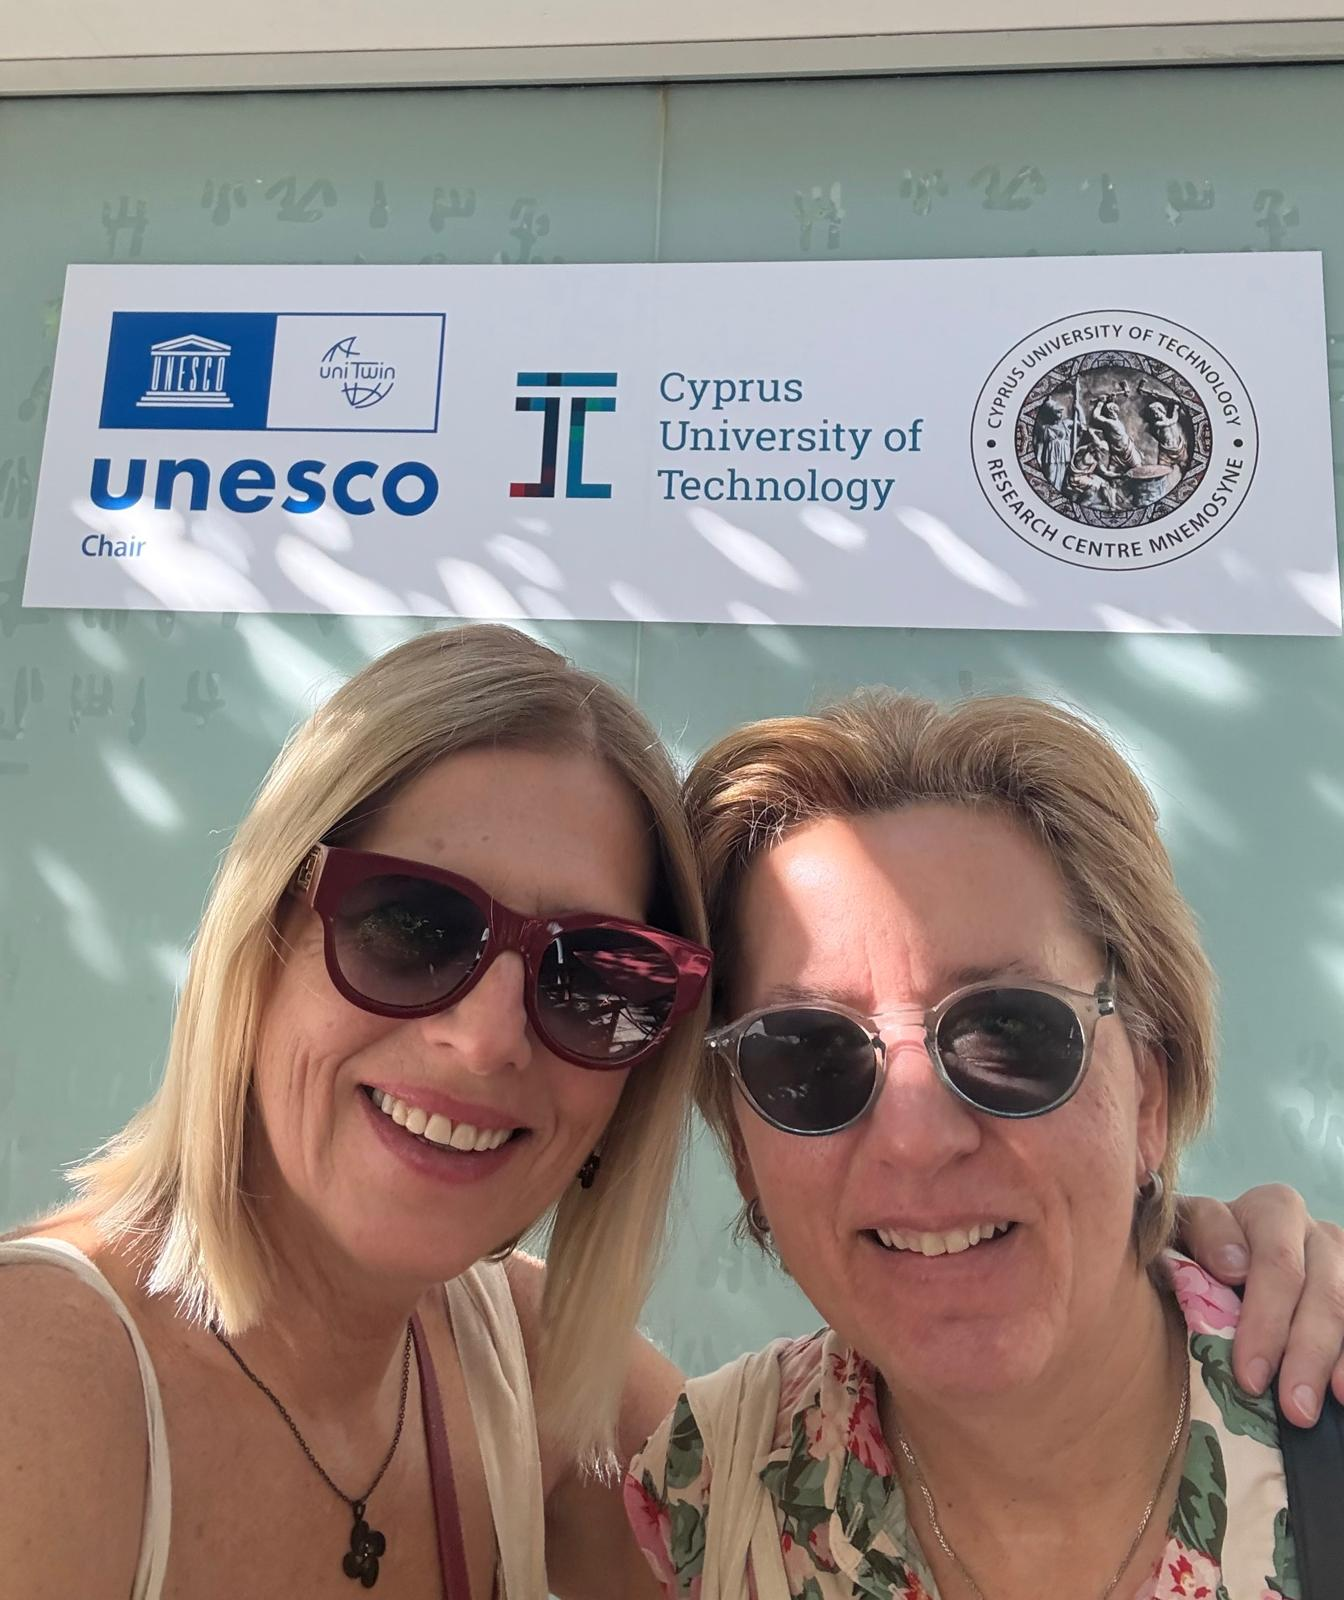 UNESCO
uniTwin
unesco
Chair
Cyprus
University of
Technology
CYPRUS UNIVERSITY OF TECHNOLOGY
RESEARCH CENTRE MNEMOSYNE